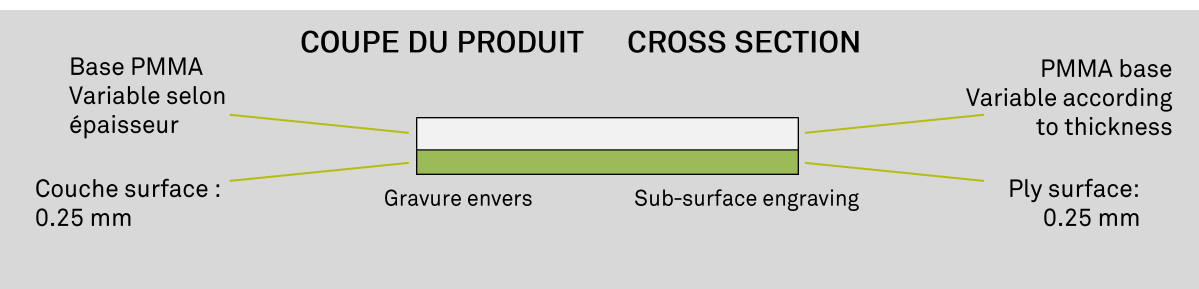 COUPE DU PRODUIT CROSS SECTION
Base PMMA
Variable selon
épaisseur
PMMA base
Variable according
to thickness
Couche surface :
0.25 mm
Gravure envers
Sub-surface engraving
Ply surface:
0.25 mm